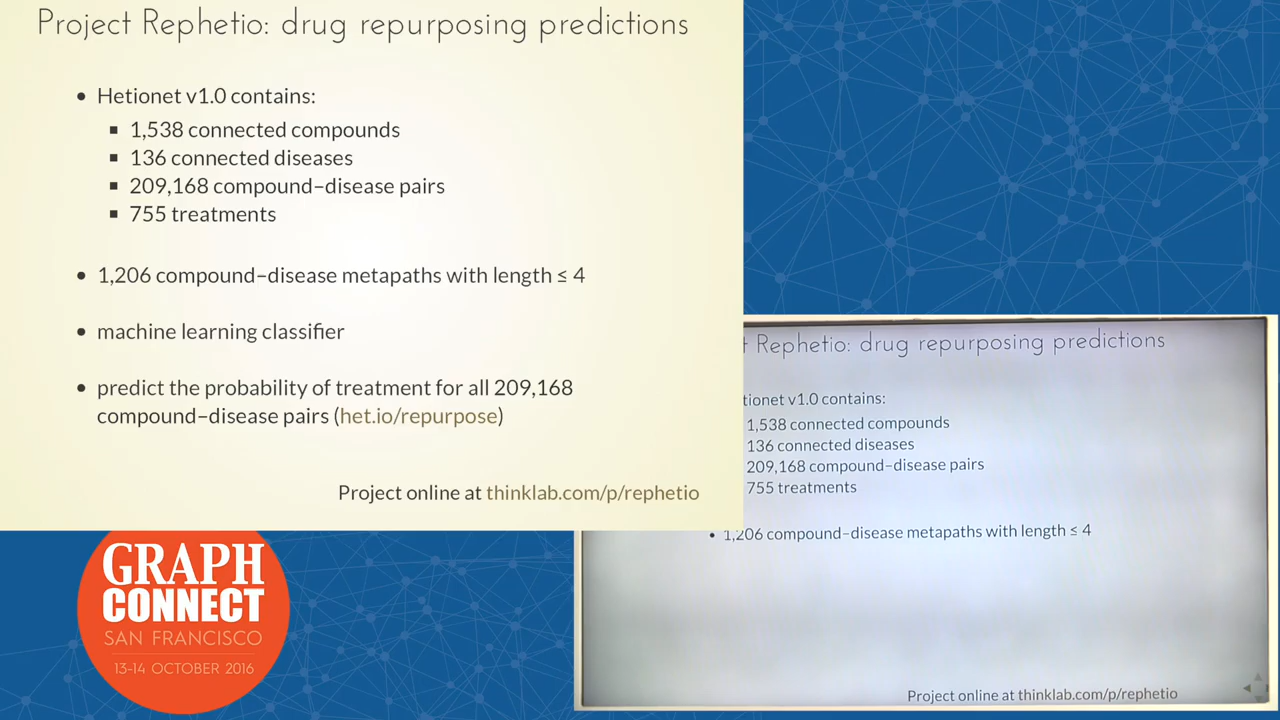 Project Rephetio: drug repurposing predictions
• Hetionet v1.0 contains:
▪ 1,538 connected compounds
▪ 136 connected diseases
▪ 209,168 compound–disease pairs
▪ 755 treatments
• 1,206 compound–disease metapaths with length ≤ 4
• machine learning classifier
• predict the probability of treatment for all 209,168
compound–disease pairs (het.io/repurpose)
Project online at thinklab.com/p/rephetio
GRAPH
CONNECT
SAN FRANCISCO
13-14 OCTOBER 2016
t Rephetio: drug repurposing predictions
tionet v1.0 contains:
1,538 connected compounds
136 connected diseases
209,168 compound–disease pairs
755 treatments
• 1,206 compound–disease metapaths with length ≤ 4
Project online at thinklab.com/p/rephetio